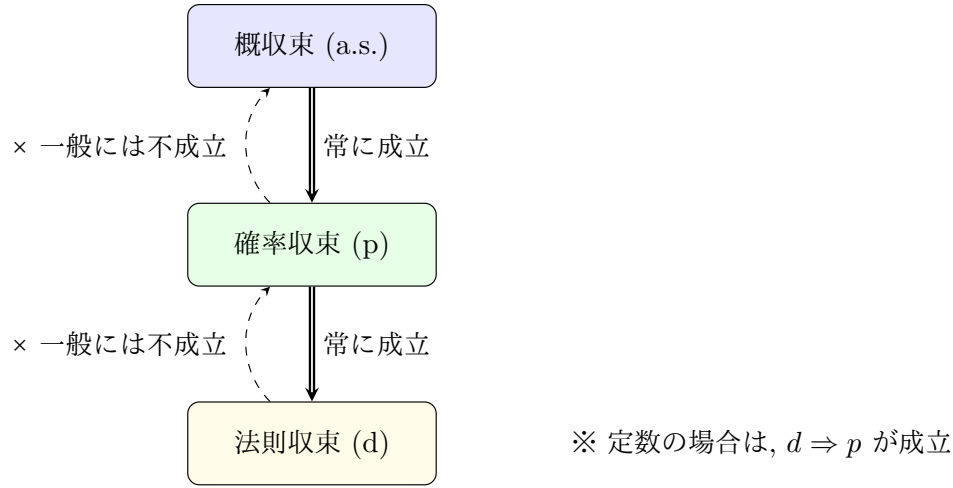 概収束 (a.s.)
× 一般には不成立
常に成立
確率収束 (p)
× 一般には不成立
常に成立
法則収束 (d)
※ 定数の場合は, d ⇒ p が成立